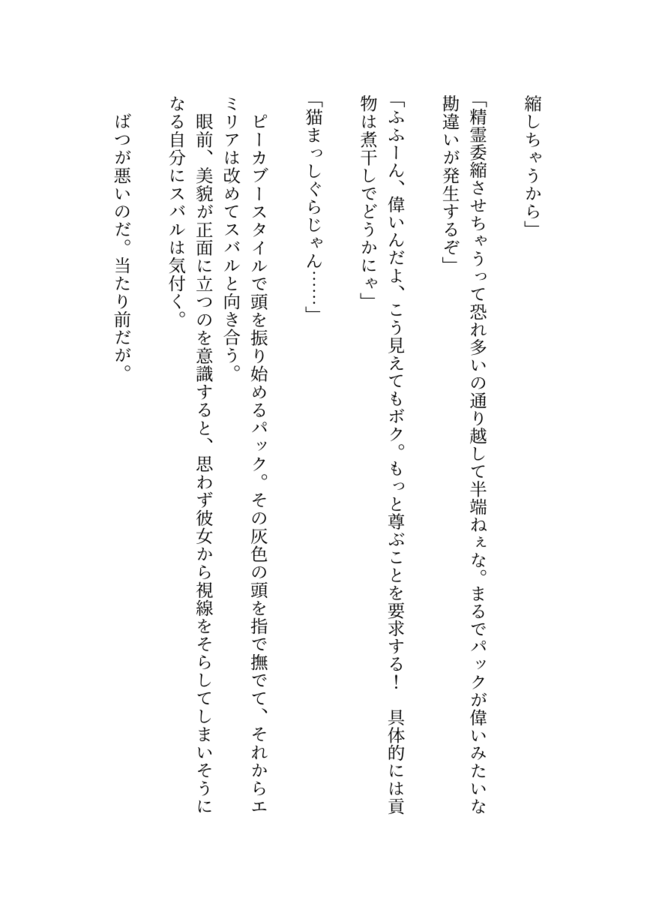 縮しちゃうから」
「精霊委縮させちゃうって恐れ多いの通り越して半端ねぇな。まるでパックが偉いみたいな
勘違いが発生するぞ」
「ふふーん、偉いんだよ、こう見えてもボク。もっと尊ぶことを要求する！　具体的には貢
物は煮干しでどうかにゃ」
「猫まっしぐらじゃん……」
　ピーカブースタイルで頭を振り始めるパック。その灰色の頭を指で撫でて、それからエ
ミリアは改めてスバルと向き合う。
　眼前、美貌が正面に立つのを意識すると、思わず彼女から視線をそらしてしまいそうに
なる自分にスバルは気付く。
　ばつが悪いのだ。当たり前だが。